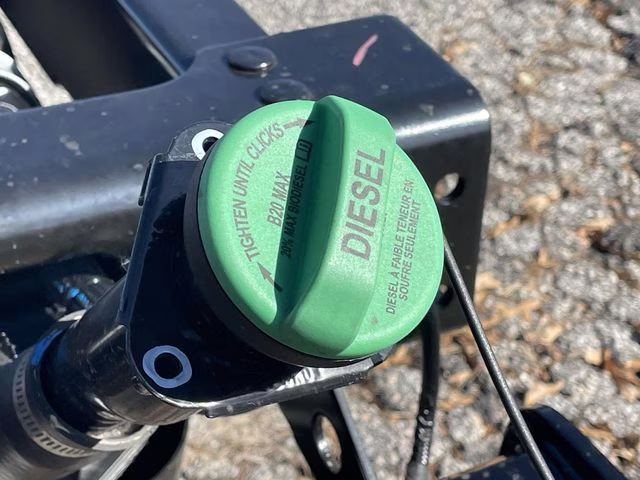 TIGHTEN UNTIL CLICKS
B20 MAX
20% MAX BIODIESEL
DIESEL
DIESEL À FAIBLE TENEUR EN
SOUFRE SEULEMENT